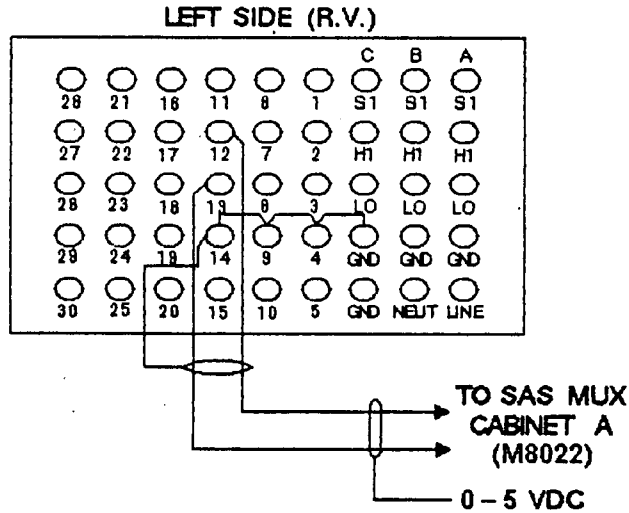 LEFT SIDE (R.V.)
C B A
26 21 16 11 6 1 S1 S1 S1
27 22 17 12 7 2 H1 H1 H1
28 23 18 13 8 3 LO LO LO
29 24 19 14 9 4 GND GND GND
30 25 20 15 10 5 GND NEUT LINE
TO SAS MUX
CABINET A
(M8022)
0 – 5 VDC